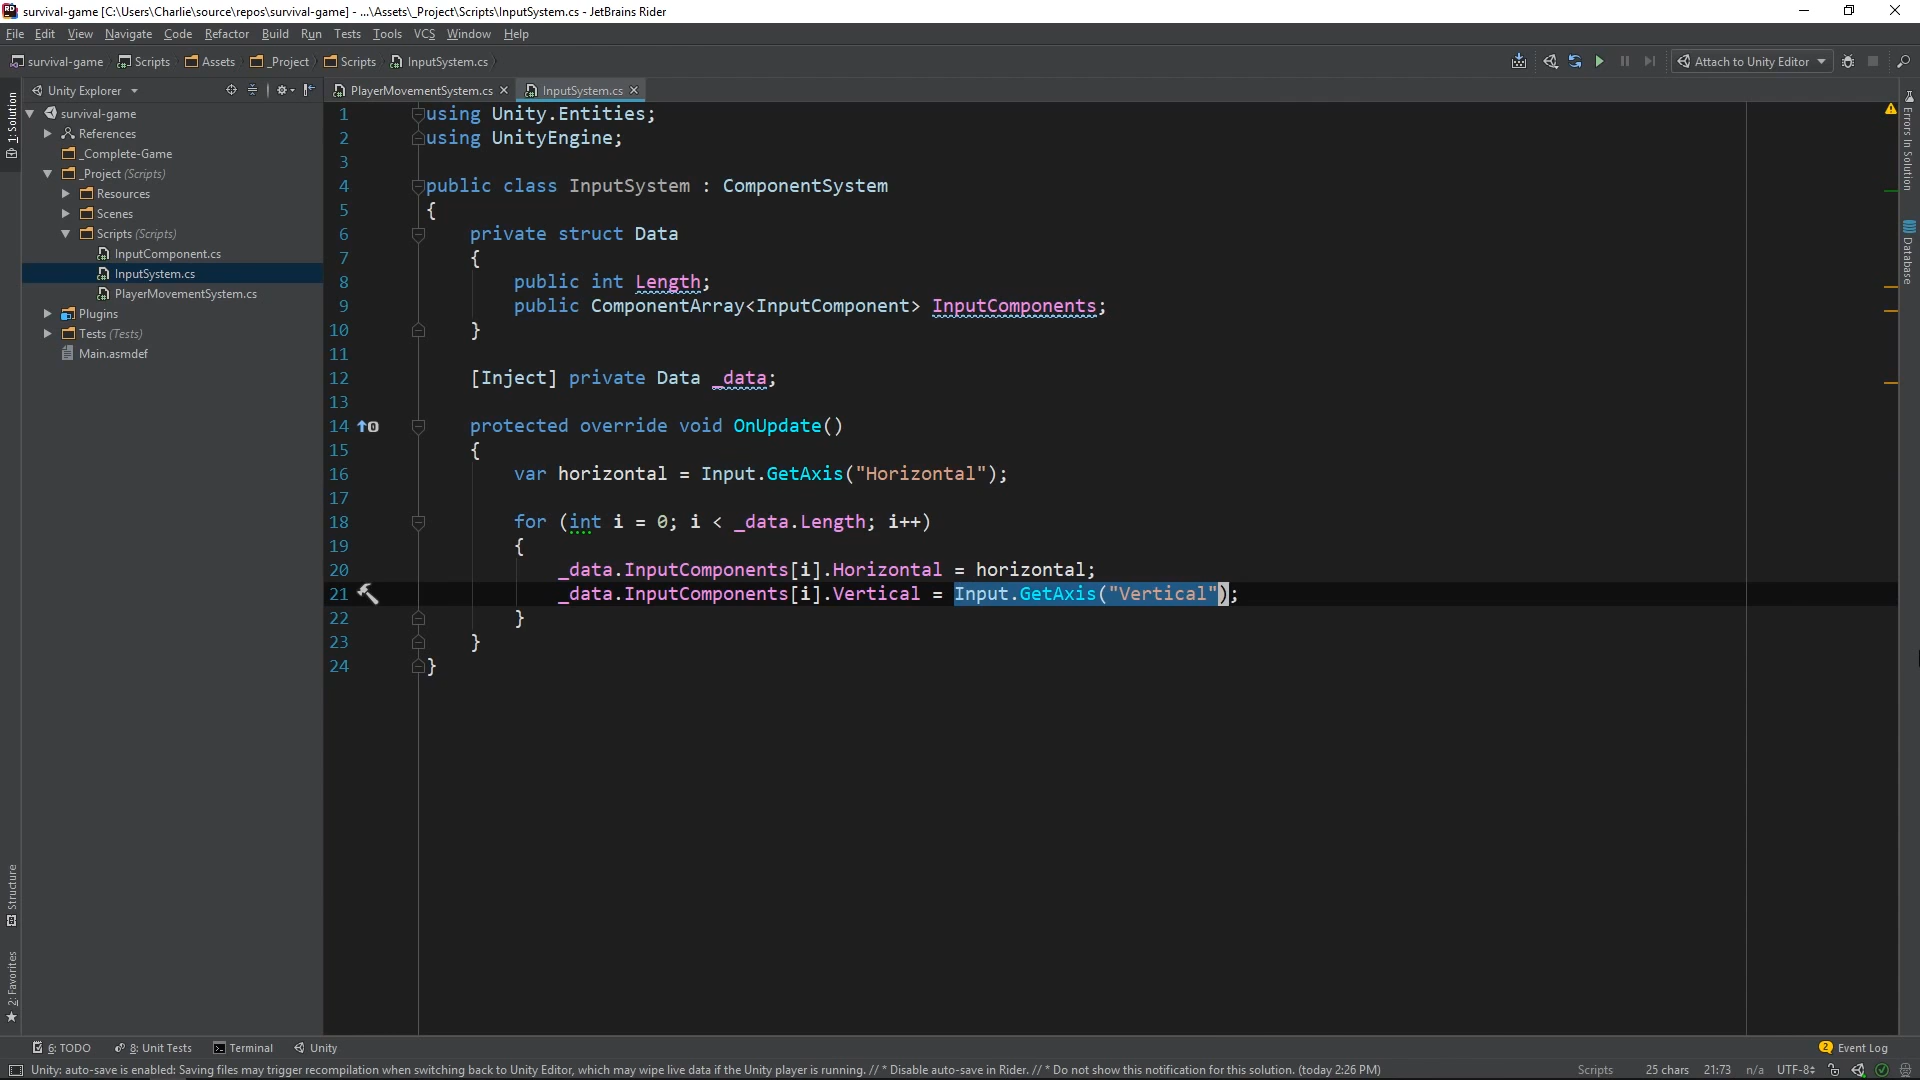 survival-game [C:\Users\Charlie\source\repos\survival-game] - ...\Assets\_Project\Scripts\InputSystem.cs - JetBrains Rider
File Edit View Navigate Code Refactor Build Run Tests Tools VCS Window Help
survival-game Scripts Assets _Project Scripts InputSystem.cs Attach to Unity Editor
Unity Explorer
PlayerMovementSystem.cs InputSystem.cs
1: Solution
survival-game
References
_Complete-Game
_Project (Scripts)
Resources
Scenes
Scripts (Scripts)
InputComponent.cs
InputSystem.cs
PlayerMovementSystem.cs
Plugins
Tests (Tests)
Main.asmdef
Structure
2: Favorites
1 using Unity.Entities;
2 using UnityEngine;
3
4 public class InputSystem : ComponentSystem
5 {
6 private struct Data
7 {
8 public int Length;
9 public ComponentArray<InputComponent> InputComponents;
10 }
11
12 [Inject] private Data _data;
13
14 protected override void OnUpdate()
15 {
16 var horizontal = Input.GetAxis("Horizontal");
17
18 for (int i = 0; i < _data.Length; i++)
19 {
20 _data.InputComponents[i].Horizontal = horizontal;
21 _data.InputComponents[i].Vertical = Input.GetAxis("Vertical");
22 }
23 }
24 }
Errors In Solution
Database
6: TODO 8: Unit Tests Terminal Unity 2 Event Log
Unity: auto-save is enabled: Saving files may trigger recompilation when switching back to Unity Editor, which may wipe live data if the Unity player is running. // * Disable auto-save in Rider. // * Do not show this notification for this solution. (today 2:26 PM) Scripts 25 chars 21:73 n/a UTF-8